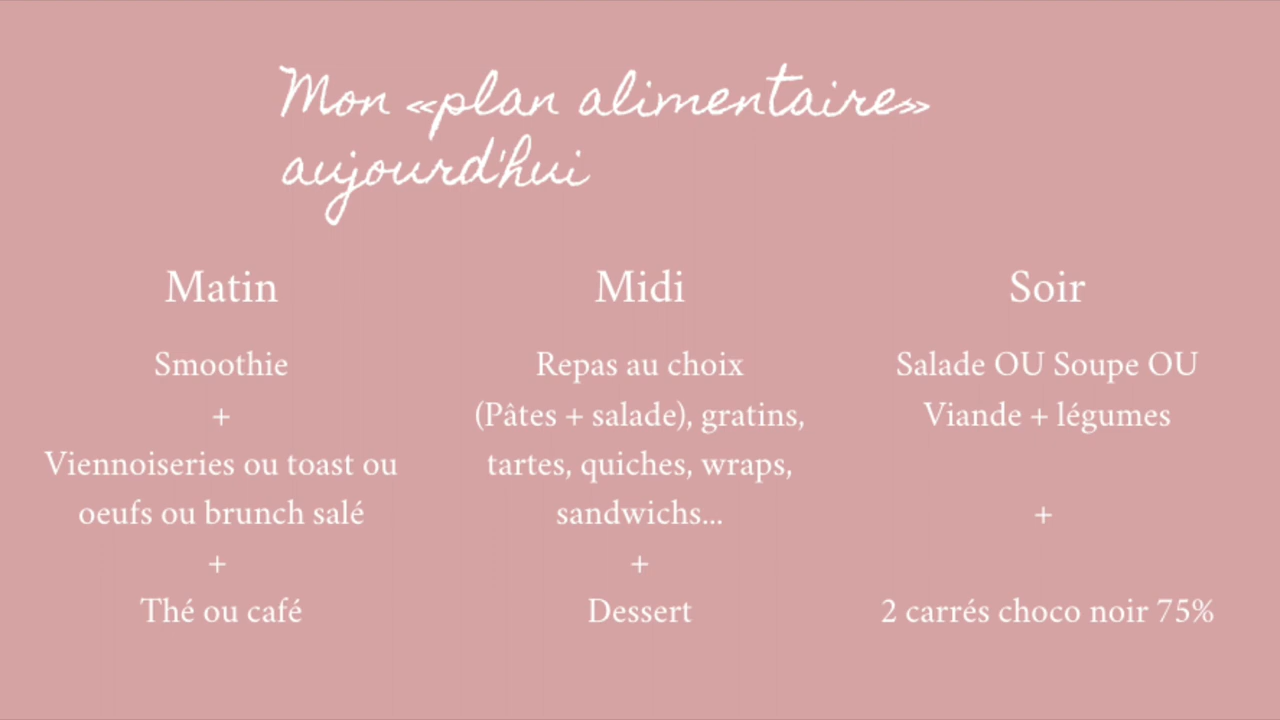 Mon «plan alimentaire»
aujourd'hui
Matin
Smoothie
+
Viennoiseries ou toast ou
oeufs ou brunch salé
+
Thé ou café
Midi
Repas au choix
(Pâtes + salade), gratins,
tartes, quiches, wraps,
sandwichs...
+
Dessert
Soir
Salade OU Soupe OU
Viande + légumes
+
2 carrés choco noir 75%